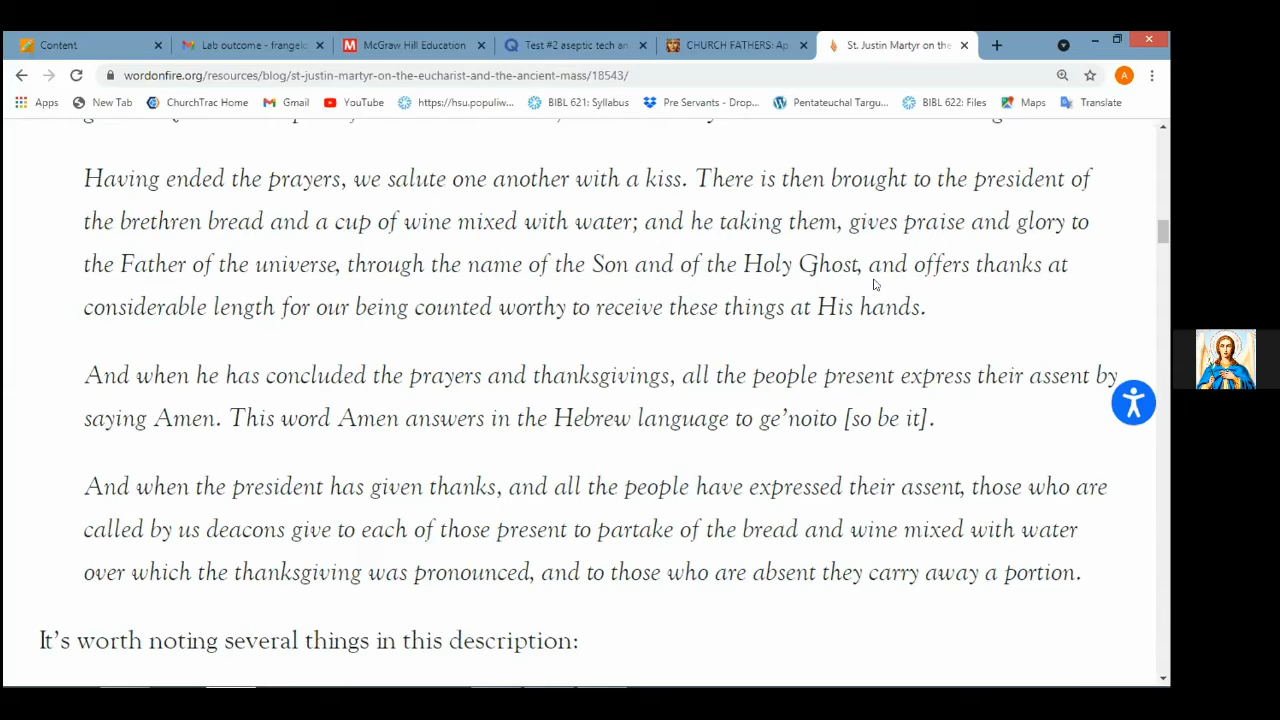 Content
Lab outcome - frangelo
McGraw Hill Education
Test #2 aseptic tech an
CHURCH FATHERS: Ap
St. Justin Martyr on the
wordonfire.org/resources/blog/st-justin-martyr-on-the-eucharist-and-the-ancient-mass/18543/
A
Apps
New Tab
ChurchTrac Home
Gmail
YouTube
https://hsu.populiw...
BIBL 621: Syllabus
Pre Servants - Drop...
Pentateuchal Targu...
BIBL 622: Files
Maps
Translate
Having ended the prayers, we salute one another with a kiss. There is then brought to the president of
the brethren bread and a cup of wine mixed with water; and he taking them, gives praise and glory to
the Father of the universe, through the name of the Son and of the Holy Ghost, and offers thanks at
considerable length for our being counted worthy to receive these things at His hands.
And when he has concluded the prayers and thanksgivings, all the people present express their assent by
saying Amen. This word Amen answers in the Hebrew language to ge’noito [so be it].
And when the president has given thanks, and all the people have expressed their assent, those who are
called by us deacons give to each of those present to partake of the bread and wine mixed with water
over which the thanksgiving was pronounced, and to those who are absent they carry away a portion.
It’s worth noting several things in this description: